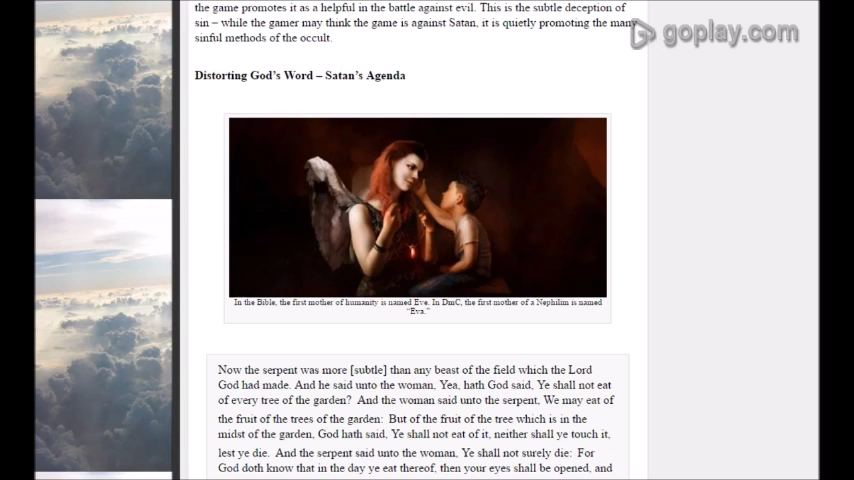 the game promotes it as a helpful in the battle against evil. This is the subtle deception of
sin – while the gamer may think the game is against Satan, it is quietly promoting the many
sinful methods of the occult.
goplay.com
Distorting God's Word – Satan's Agenda
In the Bible, the first mother of humanity is named Eve. In DmC, the first mother of a Nephilim is named
"Eva."
Now the serpent was more [subtle] than any beast of the field which the Lord
God had made. And he said unto the woman, Yea, hath God said, Ye shall not eat
of every tree of the garden? And the woman said unto the serpent, We may eat of
the fruit of the trees of the garden: But of the fruit of the tree which is in the
midst of the garden, God hath said, Ye shall not eat of it, neither shall ye touch it,
lest ye die. And the serpent said unto the woman, Ye shall not surely die: For
God doth know that in the day ye eat thereof, then your eyes shall be opened, and